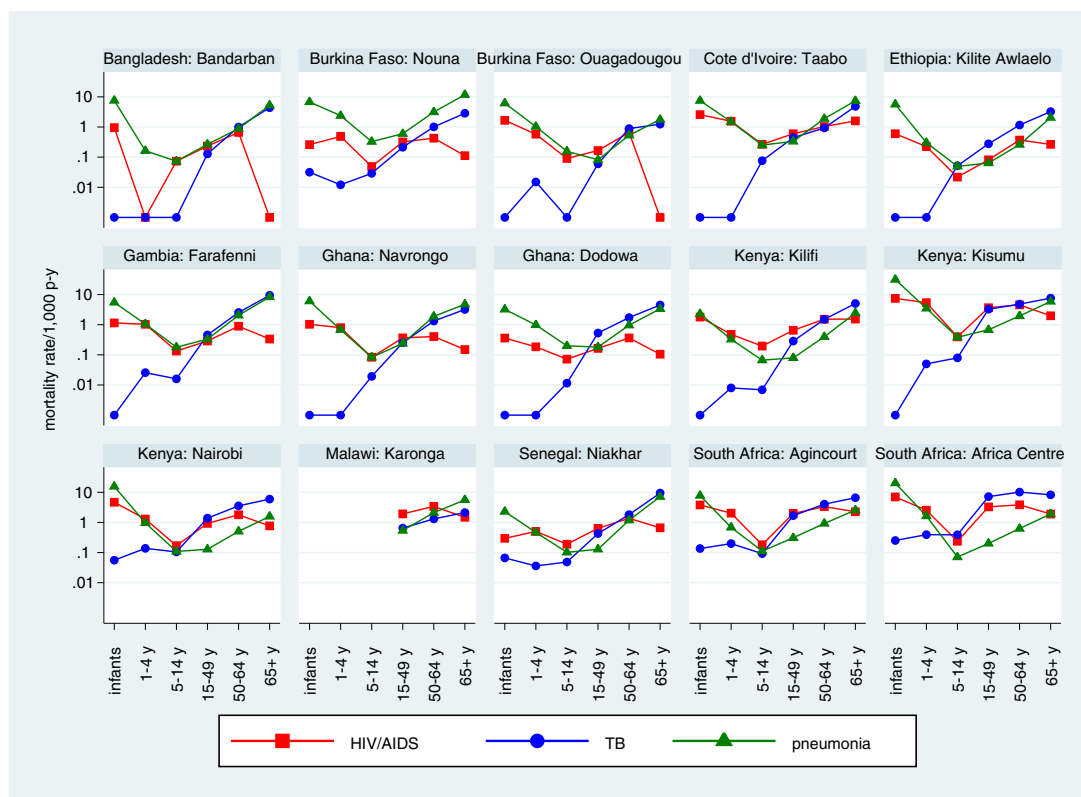 Bangladesh: Bandarban
Burkina Faso: Nouna
Burkina Faso: Ouagadougou
Cote d'Ivoire: Taabo
Ethiopia: Kilite Awlaelo
10
1
.1
.01
Gambia: Farafenni
Ghana: Navrongo
Ghana: Dodowa
Kenya: Kilifi
Kenya: Kisumu
10
1
.1
.01
mortality rate/1,000 p-y
Kenya: Nairobi
Malawi: Karonga
Senegal: Niakhar
South Africa: Agincourt
South Africa: Africa Centre
10
1
.1
.01
infants
1-4 y
5-14 y
15-49 y
50-64 y
65+ y
infants
1-4 y
5-14 y
15-49 y
50-64 y
65+ y
infants
1-4 y
5-14 y
15-49 y
50-64 y
65+ y
infants
1-4 y
5-14 y
15-49 y
50-64 y
65+ y
infants
1-4 y
5-14 y
15-49 y
50-64 y
65+ y
HIV/AIDS
TB
pneumonia